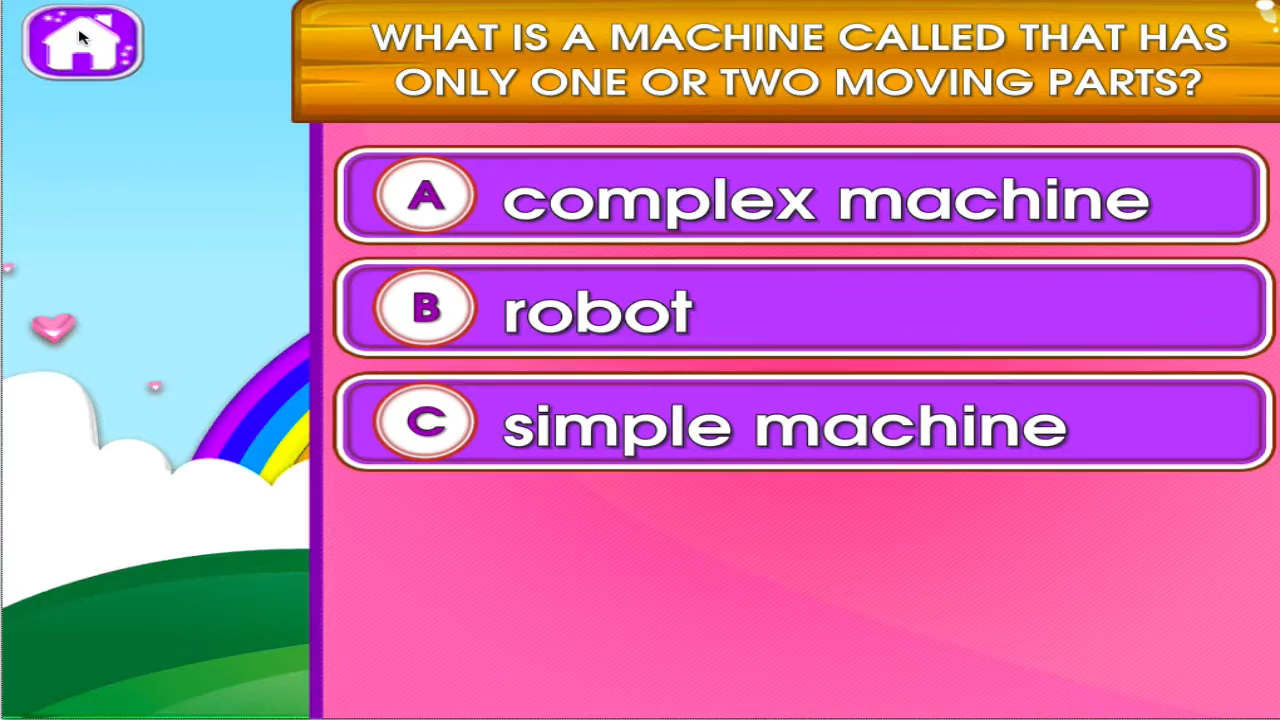 WHAT IS A MACHINE CALLED THAT HAS
ONLY ONE OR TWO MOVING PARTS?
A complex machine
B robot
C simple machine